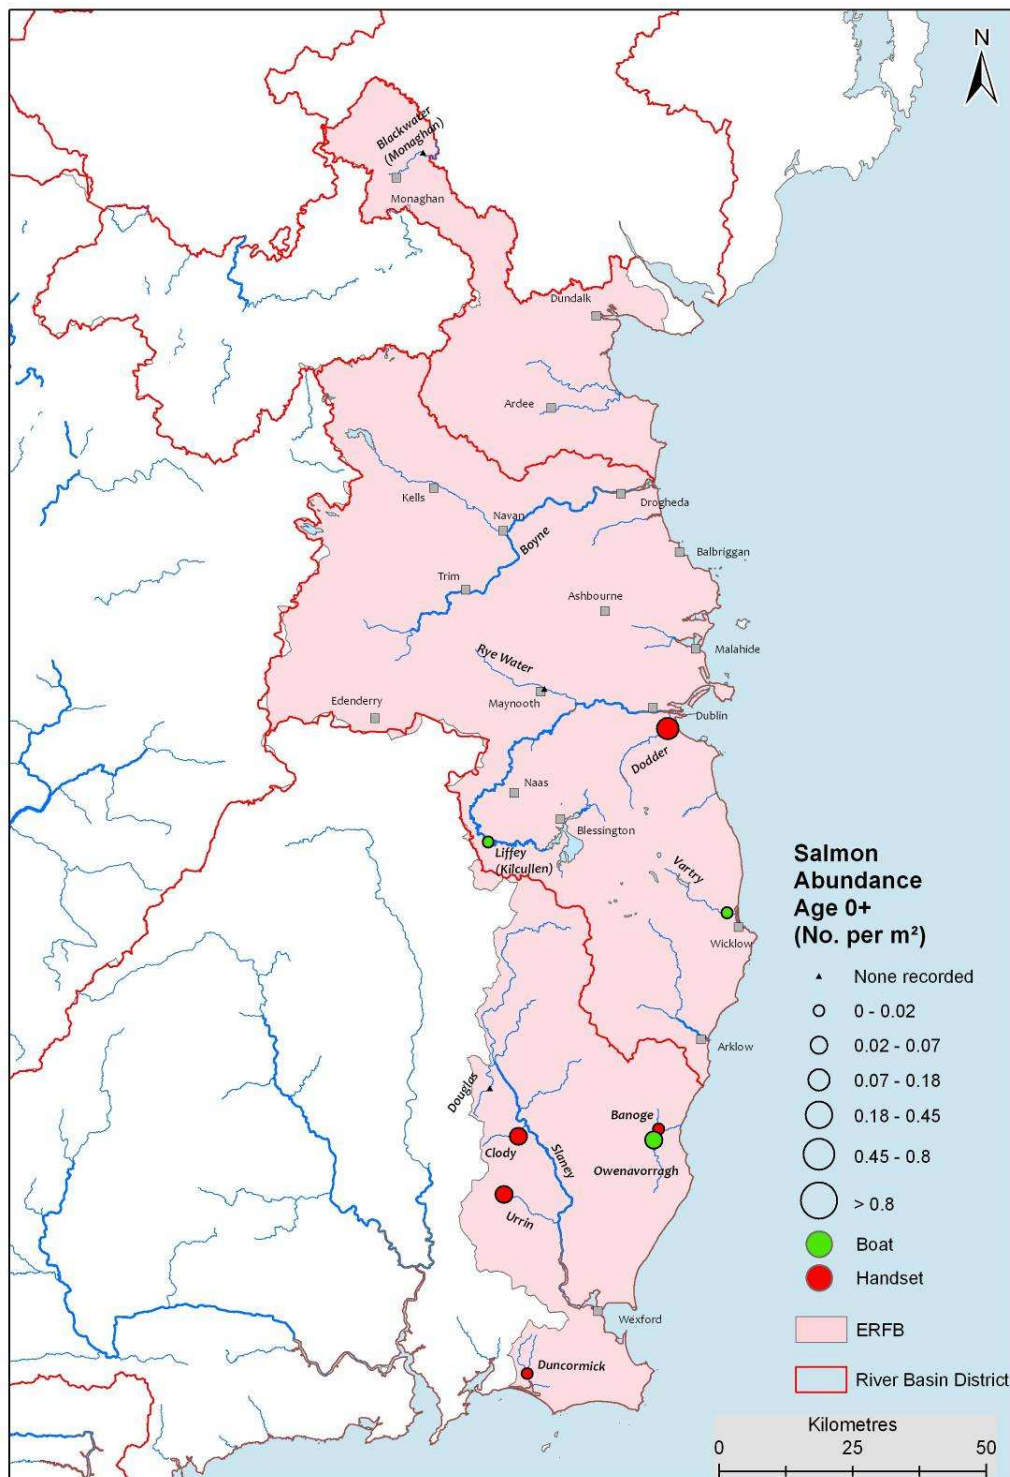 N
Blackwater
(Monaghan)
Monaghan
Dundalk
Ardee
Kells
Navan
Drogheda
Boyne
Balbriggan
Trim
Ashbourne
Rye Water
Malahide
Edenderry
Maynooth
Dublin
Dodder
Naas
Blessington
Liffey
(Kilcullen)
Vartry
Wicklow
Arklow
Douglas
Banoge
Clody
Slaney
Owenavorragh
Urrin
Wexford
Duncormick
Salmon
Abundance
Age 0+
(No. per m²)
None recorded
0 - 0.02
0.02 - 0.07
0.07 - 0.18
0.18 - 0.45
0.45 - 0.8
> 0.8
Boat
Handset
ERFB
River Basin District
Kilometres
0 25 50